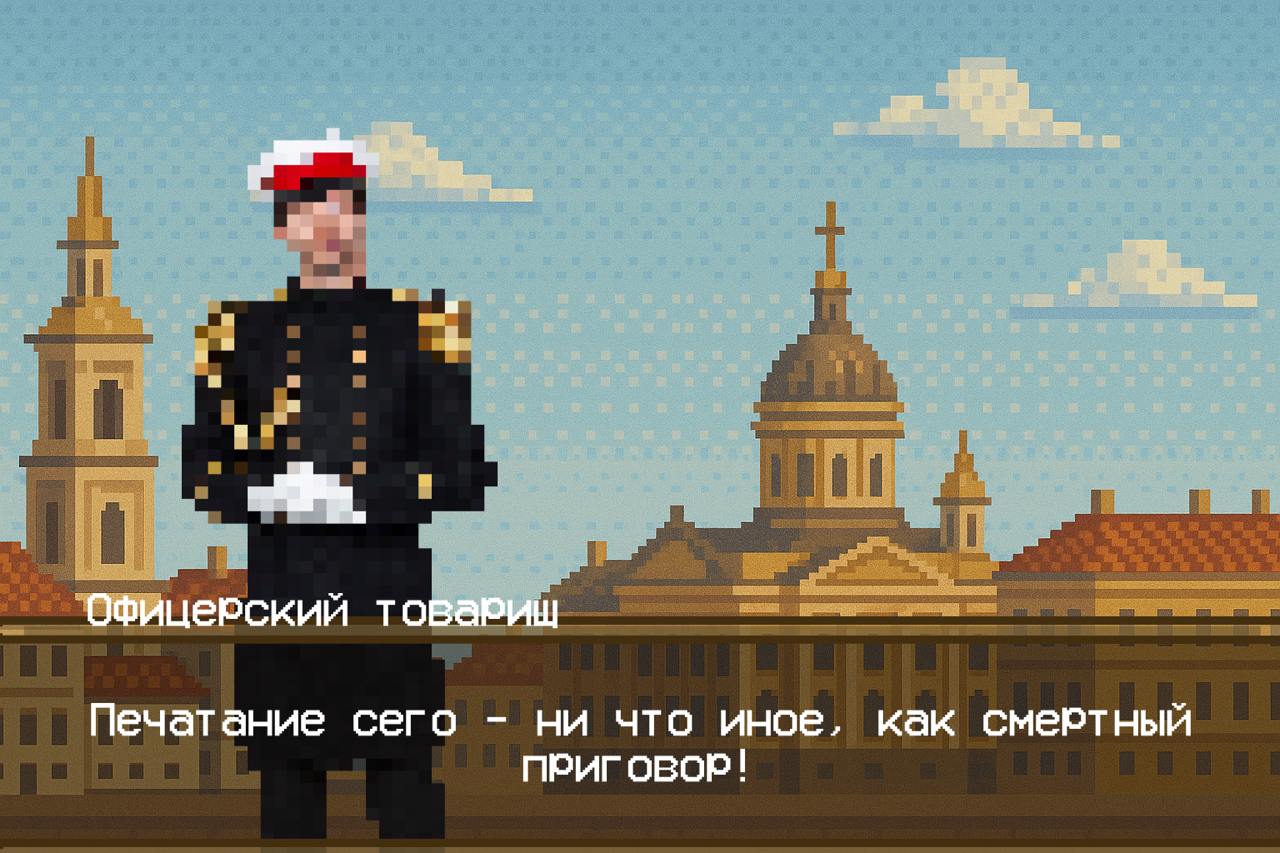 Офицерский товарищ
Печатание сего - ни что иное, как смертный
приговор!